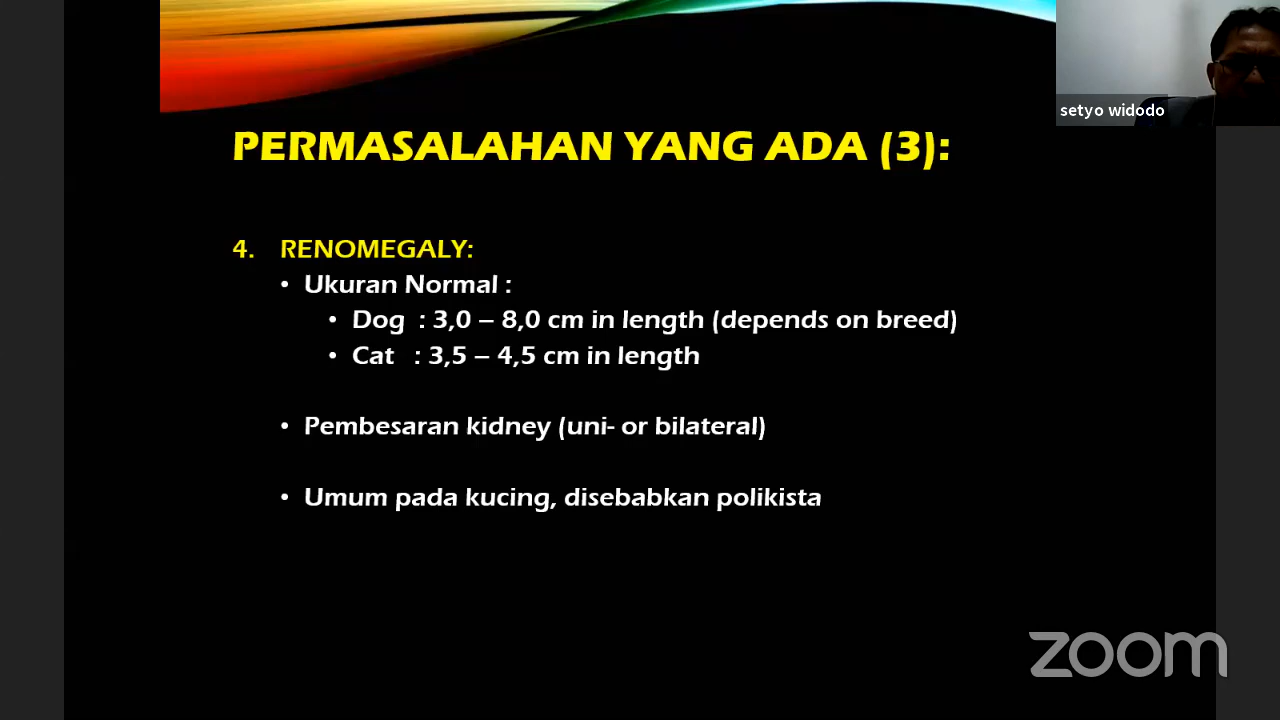 setyo widodo
PERMASALAHAN YANG ADA (3):
4. RENOMEGALY:
• Ukuran Normal :
• Dog : 3,0 – 8,0 cm in length (depends on breed)
• Cat : 3,5 – 4,5 cm in length
• Pembesaran kidney (uni- or bilateral)
• Umum pada kucing, disebabkan polikista
zoom